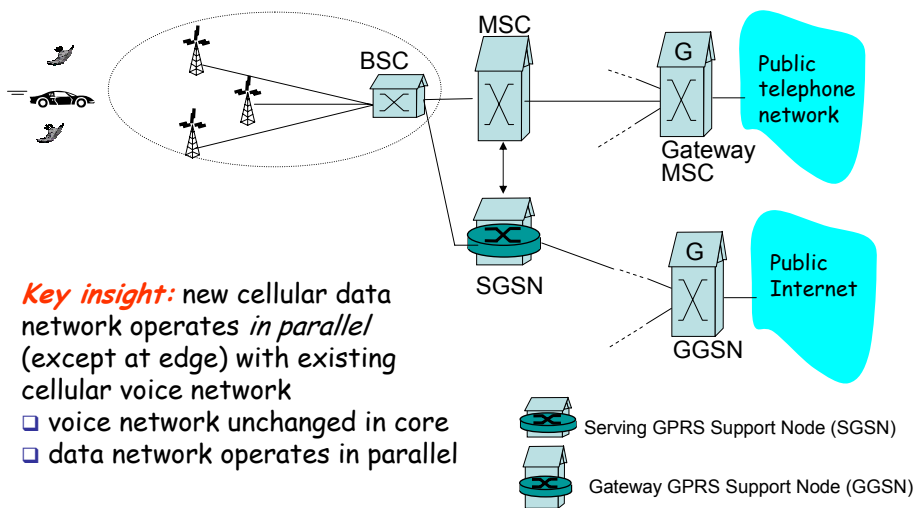 MSC
BSC
G
Public
telephone
network
Gateway
MSC
G
Public
Internet
SGSN
GGSN
Key insight: new cellular data
network operates in parallel
(except at edge) with existing
cellular voice network
voice network unchanged in core
data network operates in parallel
Serving GPRS Support Node (SGSN)
Gateway GPRS Support Node (GGSN)